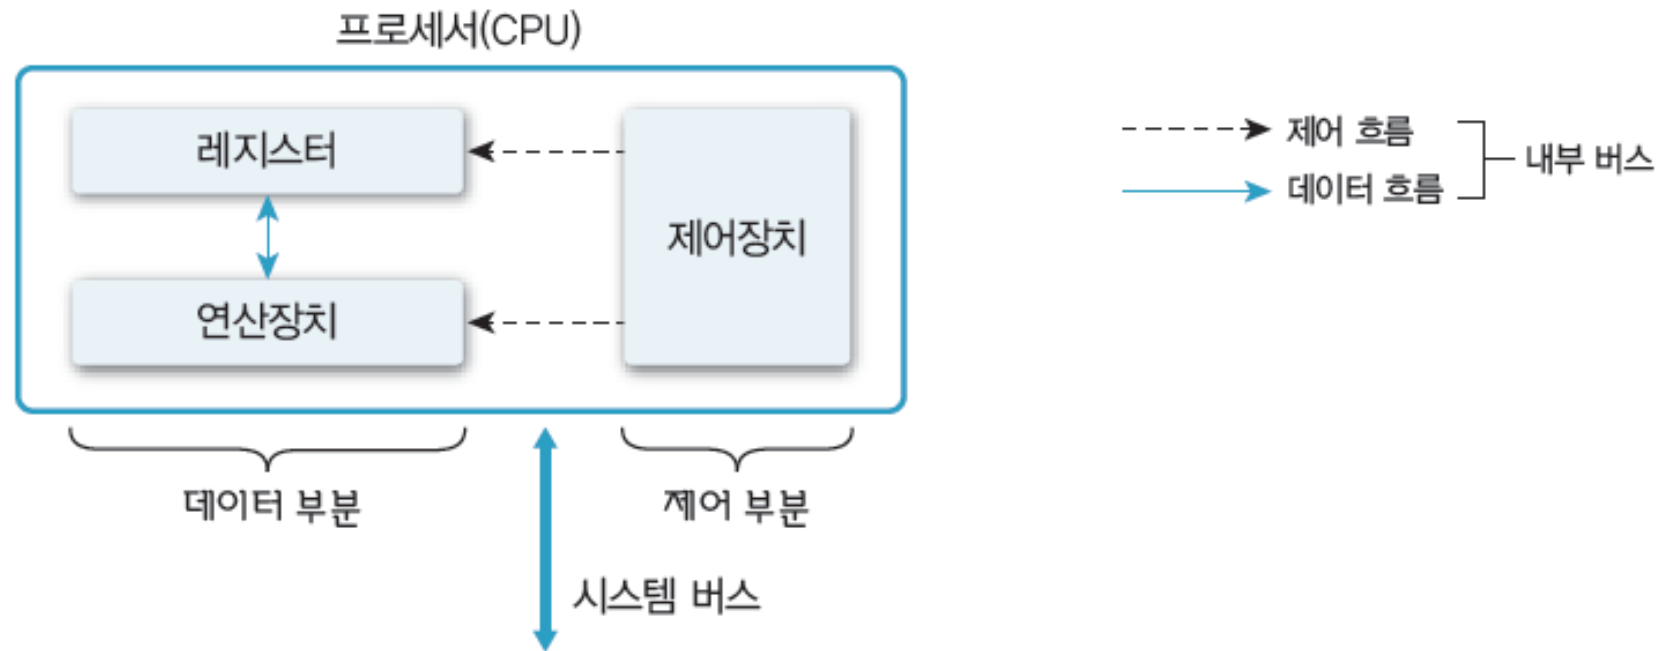 프로세서(CPU)
레지스터
연산장치
제어장치
데이터 부분
제어 부분
시스템 버스
제어 흐름
데이터 흐름
내부 버스